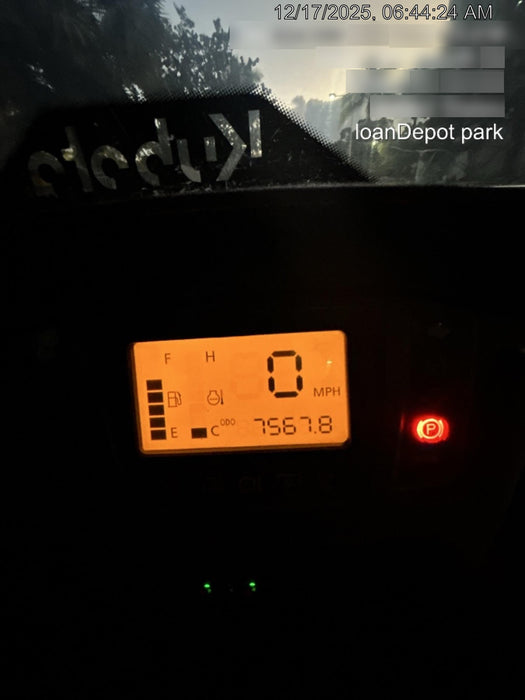 12/17/2025, 06:44:24 AM
loanDepot park
Kubota
F H 0
MPH
E C ODO 7567.8
P